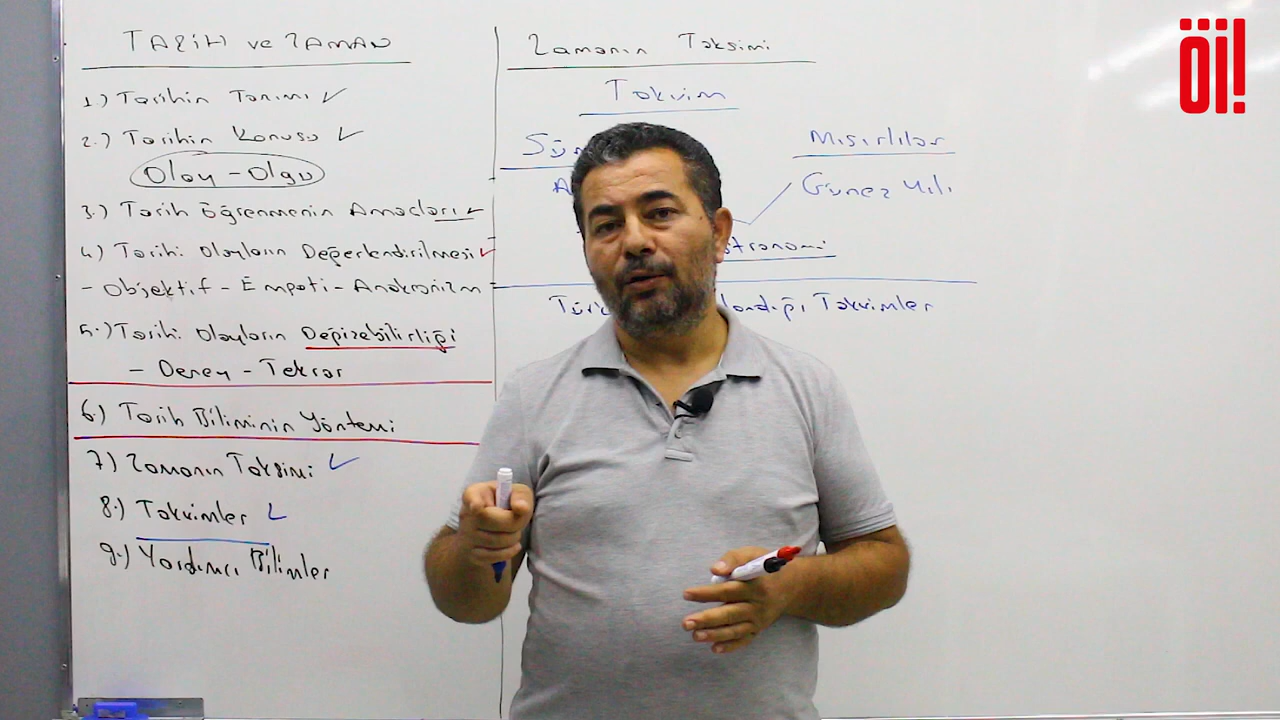 TARİH ve ZAMAN
1.) Tarihin Tanımı ✓
2.) Tarihin Konusu ✓
Olay - Olgu
3.) Tarih Öğrenmenin Amaçları ✓
4.) Tarihi Olayların Değerlendirilmesi ✓
- Objektif - Empati - Anakronizm
5.) Tarihi Olayların Değişebilirliği
- Deney - Tekrar
6.) Tarih Biliminin Yöntemi
7.) Zamanın Taksimi ✓
8.) Takvimler ✓
9.) Yardımcı Bilimler
Zamanın Taksimi
Takvim
Mısırlılar
Güneş Yılı
Takvimler
öi!